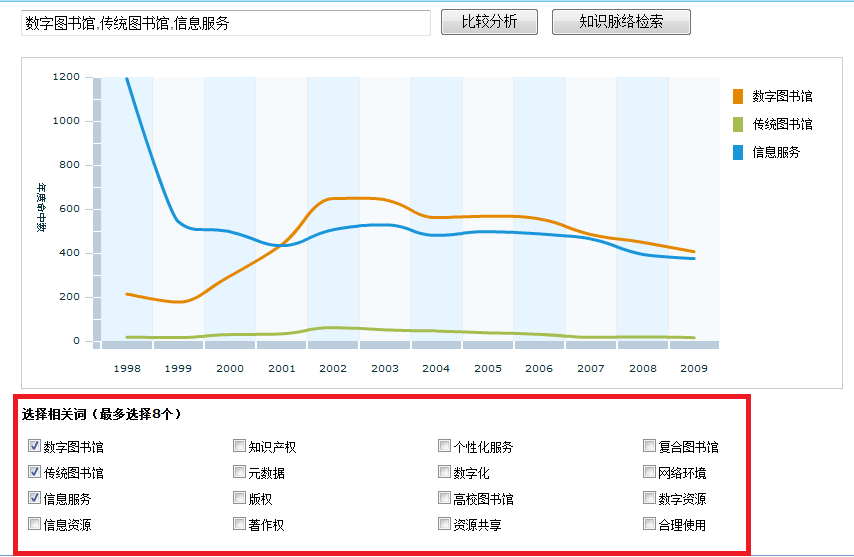 数字图书馆,传统图书馆,信息服务 比较分析 知识脉络检索
1200
1000
800
600
400
200
0
年度命中数
数字图书馆
传统图书馆
信息服务
1998 1999 2000 2001 2002 2003 2004 2005 2006 2007 2008 2009
选择相关词（最多选择8个）
数字图书馆 知识产权 个性化服务 复合图书馆
传统图书馆 元数据 数字化 网络环境
信息服务 版权 高校图书馆 数字资源
信息资源 著作权 资源共享 合理使用